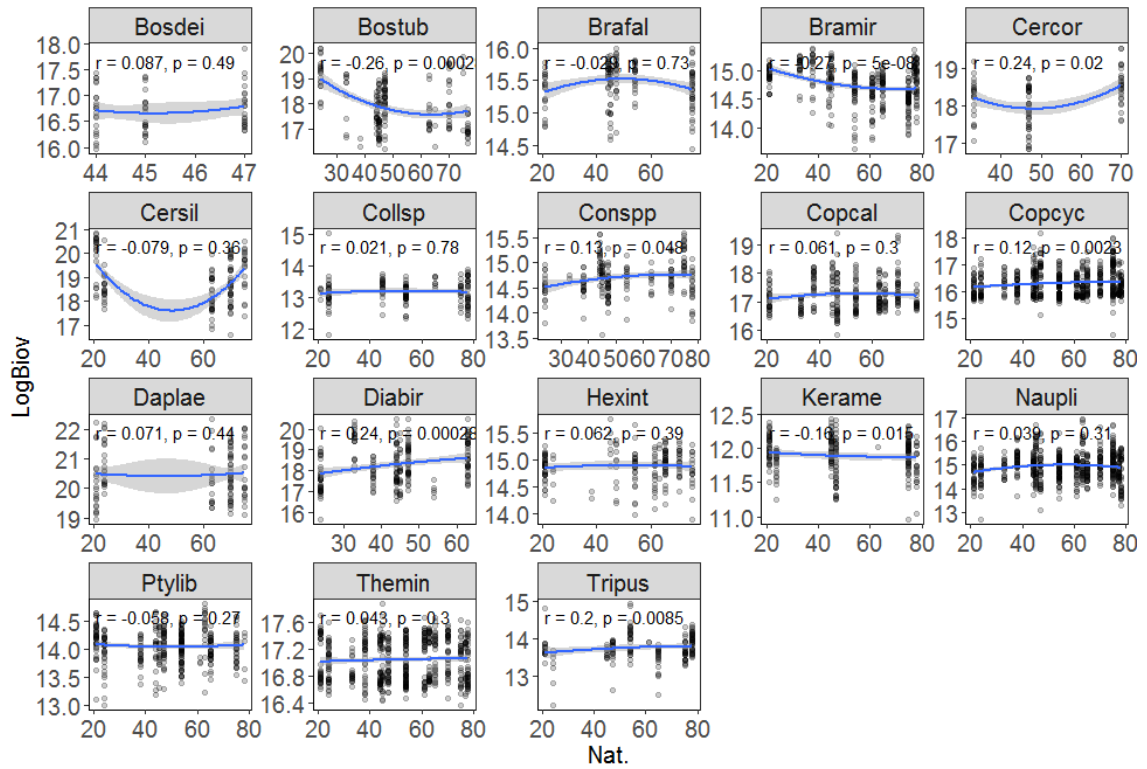 Bosdei
r = 0.087, p = 0.49
18.0
17.5
17.0
16.5
16.0
44 45 46 47
Bostub
r = -0.26, p = 0.0002
20
19
18
17
30 40 50 60 70
Brafal
r = -0.029, p = 0.73
16.0
15.5
15.0
14.5
20 40 60
Bramir
r = -0.27, p = 5e-08
15.0
14.5
14.0
20 40 60 80
Cercor
r = 0.24, p = 0.02
19
18
17
40 50 60 70
Cersil
r = -0.079, p = 0.36
21
20
19
18
17
20 40 60
Collsp
r = 0.021, p = 0.78
15
14
13
12
20 40 60 80
Conspp
r = 0.13, p = 0.048
15.5
15.0
14.5
14.0
13.5
30 40 50 60 70 80
Copcal
r = 0.061, p = 0.3
19
18
17
16
20 40 60 80
Copcyc
r = 0.12, p = 0.0023
18
17
16
15
20 40 60 80
LogBiov
Daplae
r = 0.071, p = 0.44
22
21
20
19
20 40 60
Diabir
r = 0.24, p = 0.00028
20
19
18
17
16
30 40 50 60
Hexint
r = 0.062, p = 0.39
15.5
15.0
14.5
14.0
20 40 60 80
Kerame
r = -0.16, p = 0.015
12.5
12.0
11.5
11.0
20 40 60 80
Naupli
r = 0.039, p = 0.31
17
16
15
14
13
20 40 60 80
Ptylib
r = -0.058, p = 0.27
14.5
14.0
13.5
13.0
20 40 60 80
Themin
r = 0.043, p = 0.3
17.6
17.2
16.8
16.4
20 40 60 80
Tripus
r = 0.2, p = 0.0085
15
14
13
20 40 60 80
Nat.